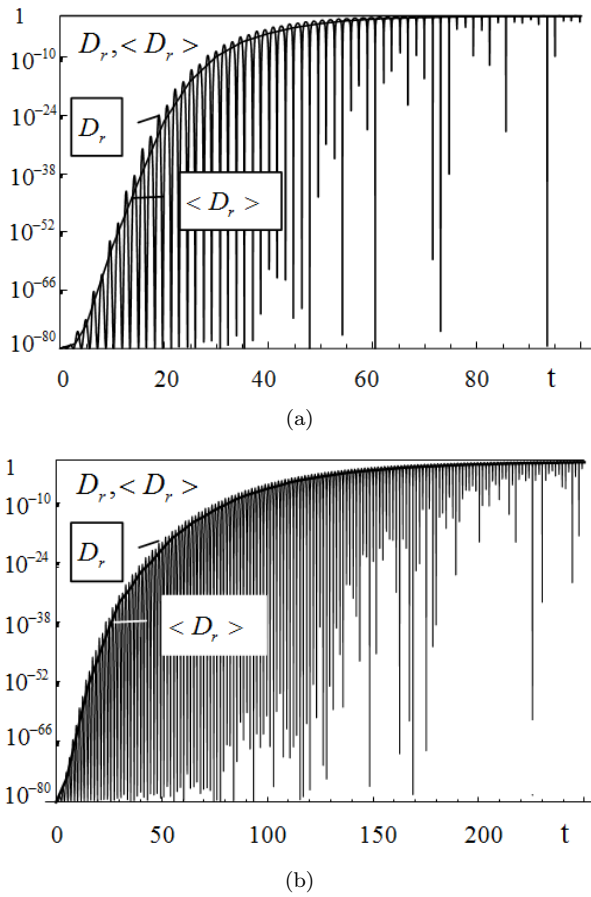 1
D_r, < D_r >
10^{-10}
D_r
10^{-24}
10^{-38}
< D_r >
10^{-52}
10^{-66}
10^{-80}
0 20 40 60 80 t
(a)
1
D_r, < D_r >
10^{-10}
D_r
10^{-24}
10^{-38}
< D_r >
10^{-52}
10^{-66}
10^{-80}
0 50 100 150 200 t
(b)